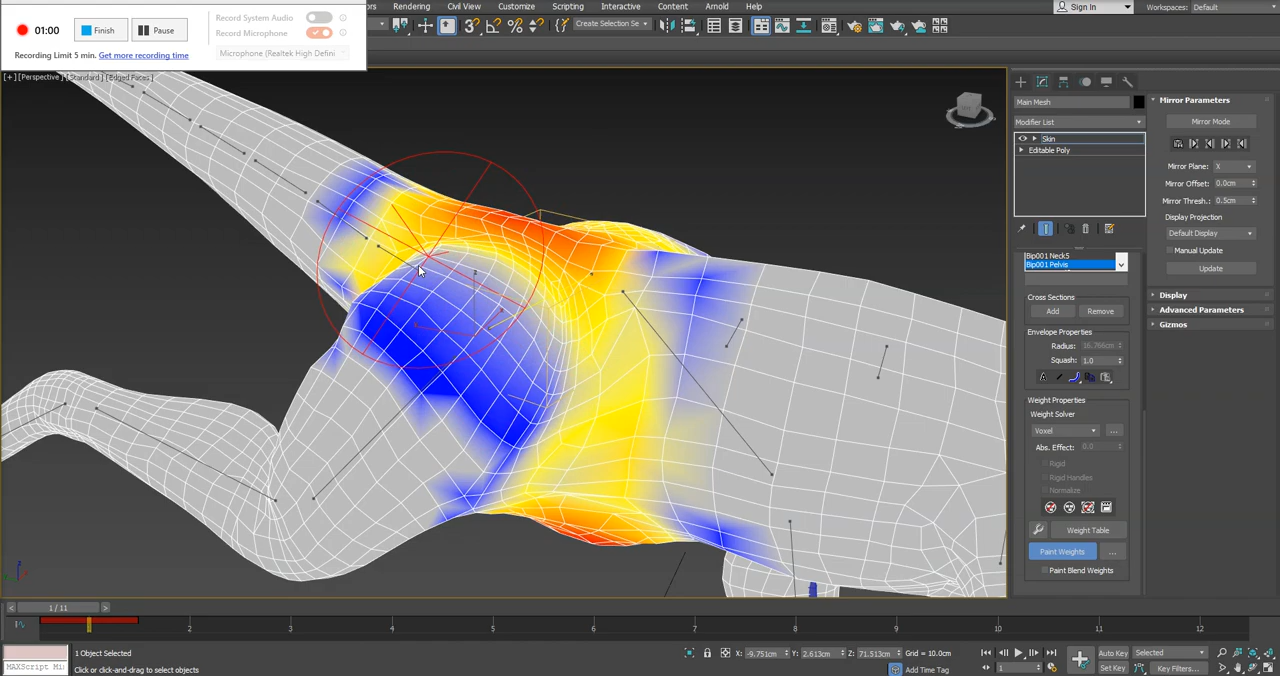 Rendering Civil View Customize Scripting Interactive Content Arnold Help Sign In Workspaces: Default
01:00 Finish Pause
Record System Audio
Record Microphone
Microphone (Realtek High Defini
Recording Limit 5 min. Get more recording time
Create Selection Se
[+] [Perspective] [Standard] [Edged Faces]
Main Mesh
Modifier List
Skin
Editable Poly
Bip001 Neck5
Bip001 Pelvis
Cross Sections
Add Remove
Envelope Properties
Radius: 16.766cm
Squash: 1.0
Weight Properties
Weight Solver
Voxel ...
Abs. Effect: 0.0
Rigid
Rigid Handles
Normalize
Weight Table
Paint Weights ...
Paint Blend Weights
Mirror Parameters
Mirror Mode
Mirror Plane: X
Mirror Offset: 0.0cm
Mirror Thresh.: 0.5cm
Display Projection
Default Display
Manual Update
Update
Display
Advanced Parameters
Gizmos
< 1 / 11 >
2 3 4 5 6 7 8 9 10 11 12
MAXScript Mi
1 Object Selected
Click or click-and-drag to select objects
X: -9.751cm Y: 2.613cm Z: 71.513cm Grid = 10.0cm
Add Time Tag
1
Auto Key Selected
Set Key Key Filters...